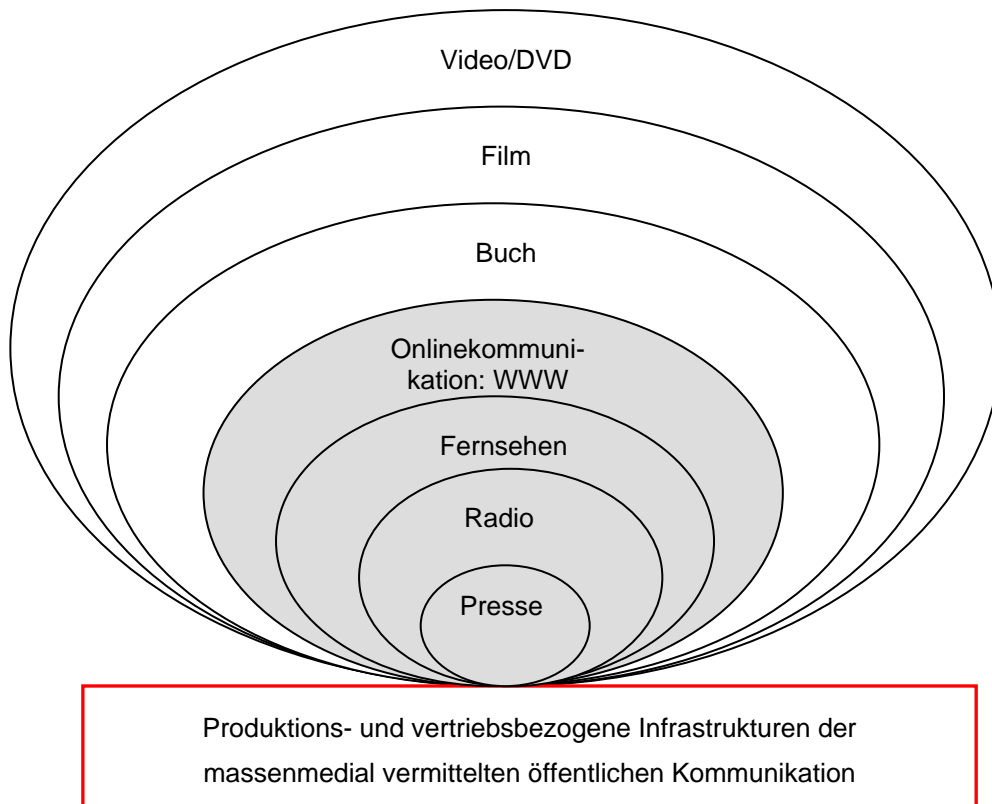 Video/DVD
Film
Buch
Onlinekommuni-
kation: WWW
Fernsehen
Radio
Presse
Produktions- und vertriebsbezogene Infrastrukturen der
massenmedial vermittelten öffentlichen Kommunikation